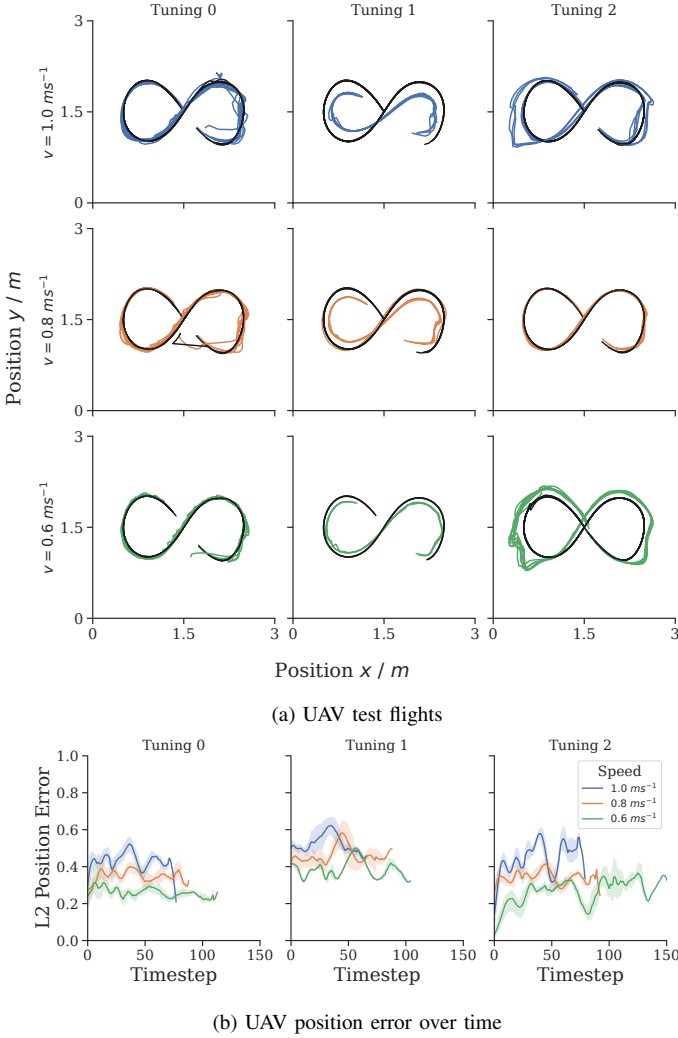 Tuning 0 Tuning 1 Tuning 2
3
1.5
0
v = 1.0 ms⁻¹
3
1.5
0
v = 0.8 ms⁻¹
Position y / m
3
1.5
0
v = 0.6 ms⁻¹
0 1.5 3 0 1.5 3 0 1.5 3
Position x / m
(a) UAV test flights
Tuning 0 Tuning 1 Tuning 2
1.0
0.8
0.6
0.4
0.2
0.0
L2 Position Error
Speed
1.0 ms⁻¹
0.8 ms⁻¹
0.6 ms⁻¹
0 50 100 150 0 50 100 150 0 50 100 150
Timestep Timestep Timestep
(b) UAV position error over time